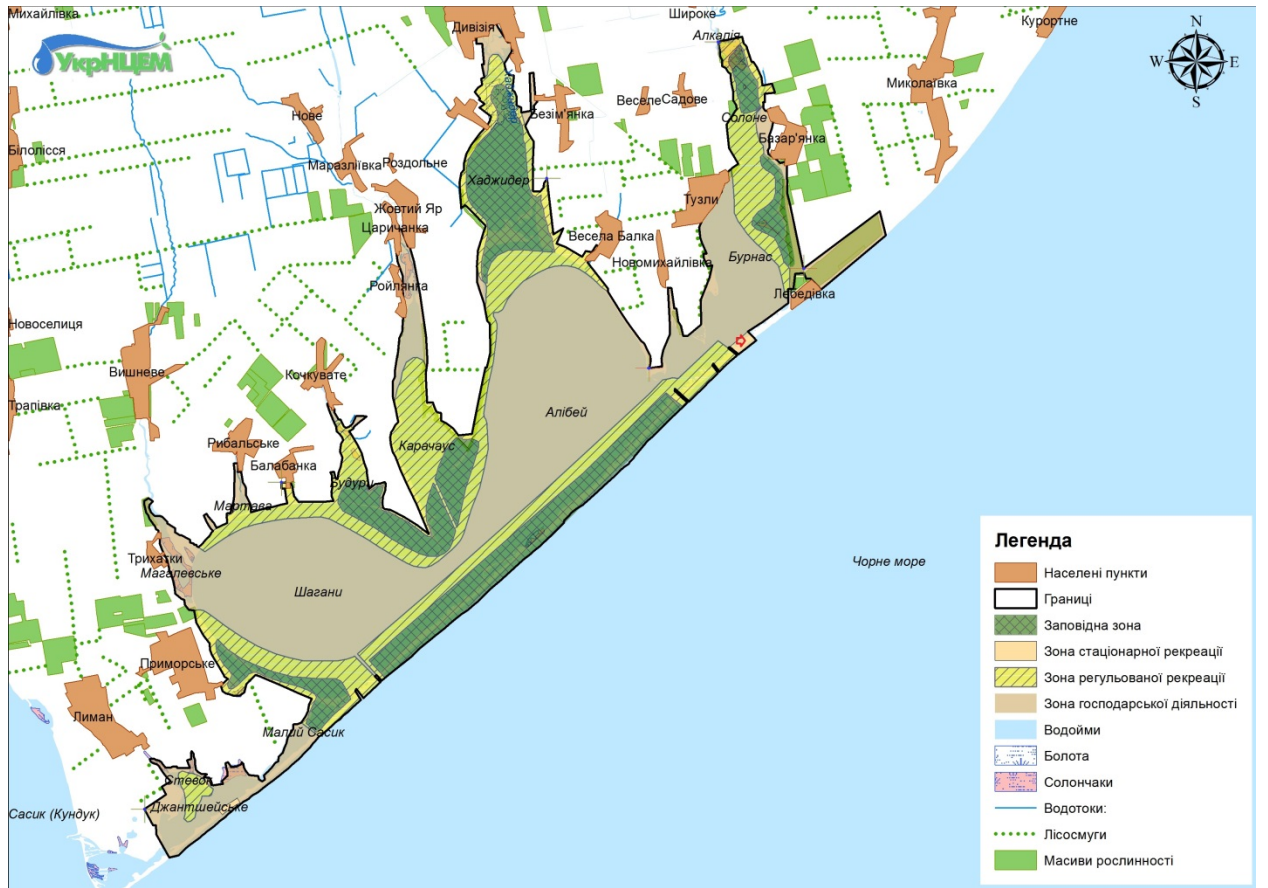 Михайлівка
Дивізія
Широке
Курортне
N
W
E
S
УкрНЦЕМ
Алкалія
Миколаївка
Нове
Безім'янка
Веселе
Садове
Солоне
Базар'янка
Білолісся
Маразліївка
Роздольне
Хаджидер
Жовтий Яр
Тузли
Царичанка
Весела Балка
Новомихайлівка
Бурнас
Ройлянка
Лебедівка
Новоселиця
Вишневе
Кочкувате
Трапівка
Алібей
Рибальське
Карачаус
Балабанка
Будури
Мартаза
Трихатки
Магалевське
Шагани
Чорне море
Приморське
Лиман
Малий Сасик
Стевок
Джантшейське
Сасик (Кундук)
Легенда
Населені пункти
Границі
Заповідна зона
Зона стаціонарної рекреації
Зона регульованої рекреації
Зона господарської діяльності
Водойми
Болота
Солончаки
Водотоки:
Лісосмуги
Масиви рослинності